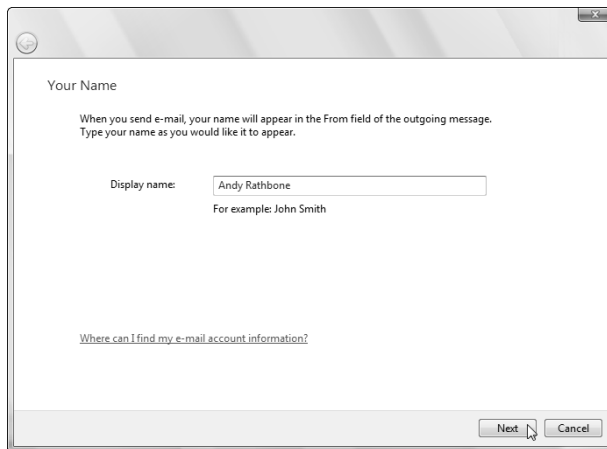 Your Name
When you send e-mail, your name will appear in the From field of the outgoing message.
Type your name as you would like it to appear.
Display name: Andy Rathbone
For example: John Smith
Where can I find my e-mail account information?
Next Cancel